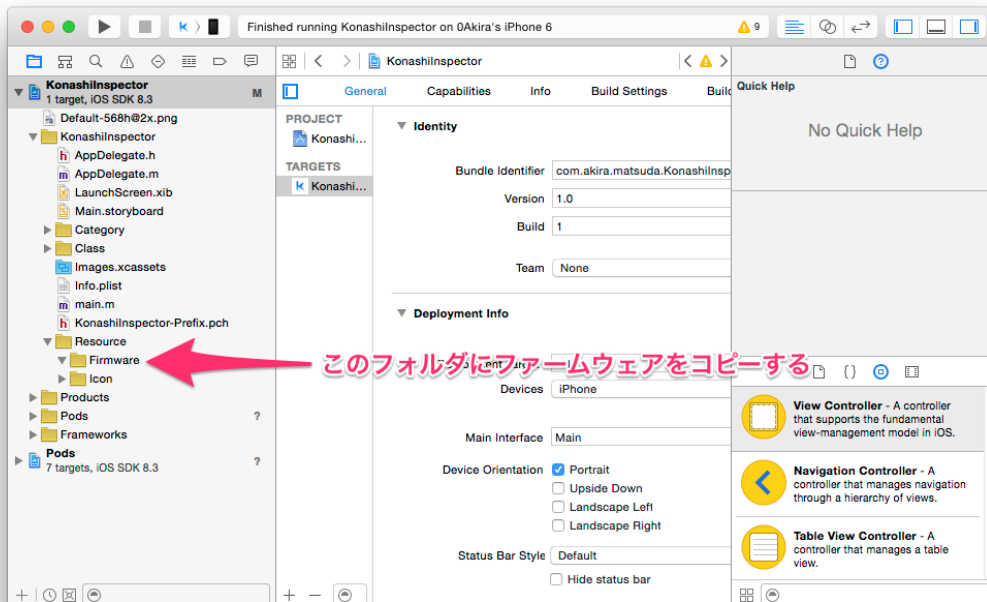 Finished running KonashiInspector on 0Akira's iPhone 6
9
KonashiInspector
1 target, iOS SDK 8.3
M
Default-568h@2x.png
KonashiInspector
AppDelegate.h
AppDelegate.m
LaunchScreen.xib
Main.storyboard
Category
Class
Images.xcassets
Info.plist
main.m
KonashiInspector-Prefix.pch
Resource
Firmware
Icon
Products
Pods
?
Frameworks
Pods
7 targets, iOS SDK 8.3
?
KonashiInspector
General
Capabilities
Info
Build Settings
Build
PROJECT
Konashi...
TARGETS
Konashi...
Identity
Bundle Identifier
com.akira.matsuda.KonashiInsp
Version
1.0
Build
1
Team
None
Deployment Info
このフォルダにファームウェアをコピーする
Devices
iPhone
Main Interface
Main
Device Orientation
Portrait
Upside Down
Landscape Left
Landscape Right
Status Bar Style
Default
Hide status bar
Quick Help
No Quick Help
{ }
View Controller - A controller
that supports the fundamental
view-management model in iOS.
Navigation Controller - A
controller that manages navigation
through a hierarchy of views.
Table View Controller - A
controller that manages a table
view.